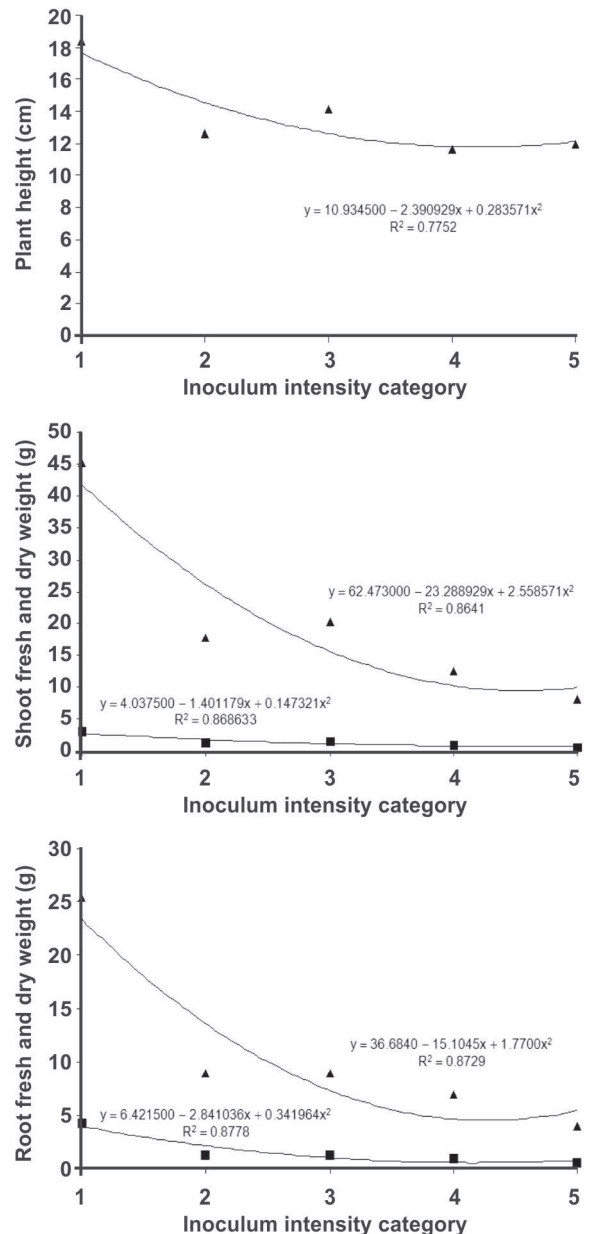 Plant height (cm)
20
18
16
14
12
10
8
6
4
2
0
y = 10.934500 – 2.390929x + 0.283571x²
R² = 0.7752
1 2 3 4 5
Inoculum intensity category
Shoot fresh and dry weight (g)
50
45
40
35
30
25
20
15
10
5
0
y = 62.473000 – 23.288929x + 2.558571x²
R² = 0.8641
y = 4.037500 – 1.401179x + 0.147321x²
R² = 0.868633
1 2 3 4 5
Inoculum intensity category
Root fresh and dry weight (g)
30
25
20
15
10
5
0
y = 36.6840 – 15.1045x + 1.7700x²
R² = 0.8729
y = 6.421500 – 2.841036x + 0.341964x²
R² = 0.8778
1 2 3 4 5
Inoculum intensity category